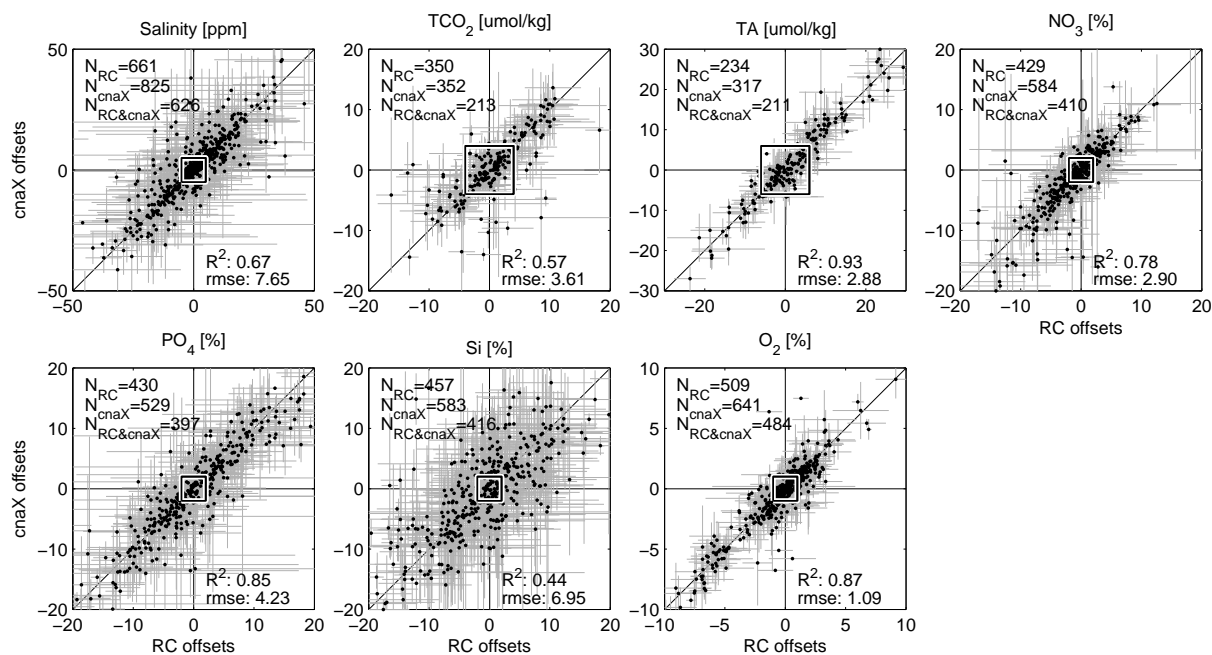 Salinity [ppm]
50
0
−50
−50
0
50
cnaX offsets
N_RC=661
N_cnaX=825
N_RC&cnaX=626
R²: 0.67
rmse: 7.65
TCO₂ [umol/kg]
20
10
0
−10
−20
−20
−10
0
10
20
N_RC=350
N_cnaX=352
N_RC&cnaX=213
R²: 0.57
rmse: 3.61
TA [umol/kg]
30
20
10
0
−10
−20
−30
−20
0
20
N_RC=234
N_cnaX=317
N_RC&cnaX=211
R²: 0.93
rmse: 2.88
NO₃ [%]
20
10
0
−10
−20
−20
−10
0
10
20
RC offsets
N_RC=429
N_cnaX=584
N_RC&cnaX=410
R²: 0.78
rmse: 2.90
PO₄ [%]
20
10
0
−10
−20
−20
−10
0
10
20
RC offsets
cnaX offsets
N_RC=430
N_cnaX=529
N_RC&cnaX=397
R²: 0.85
rmse: 4.23
Si [%]
20
10
0
−10
−20
−20
−10
0
10
20
RC offsets
N_RC=457
N_cnaX=583
N_RC&cnaX=416
R²: 0.44
rmse: 6.95
O₂ [%]
10
5
0
−5
−10
−10
−5
0
5
10
RC offsets
N_RC=509
N_cnaX=641
N_RC&cnaX=484
R²: 0.87
rmse: 1.09